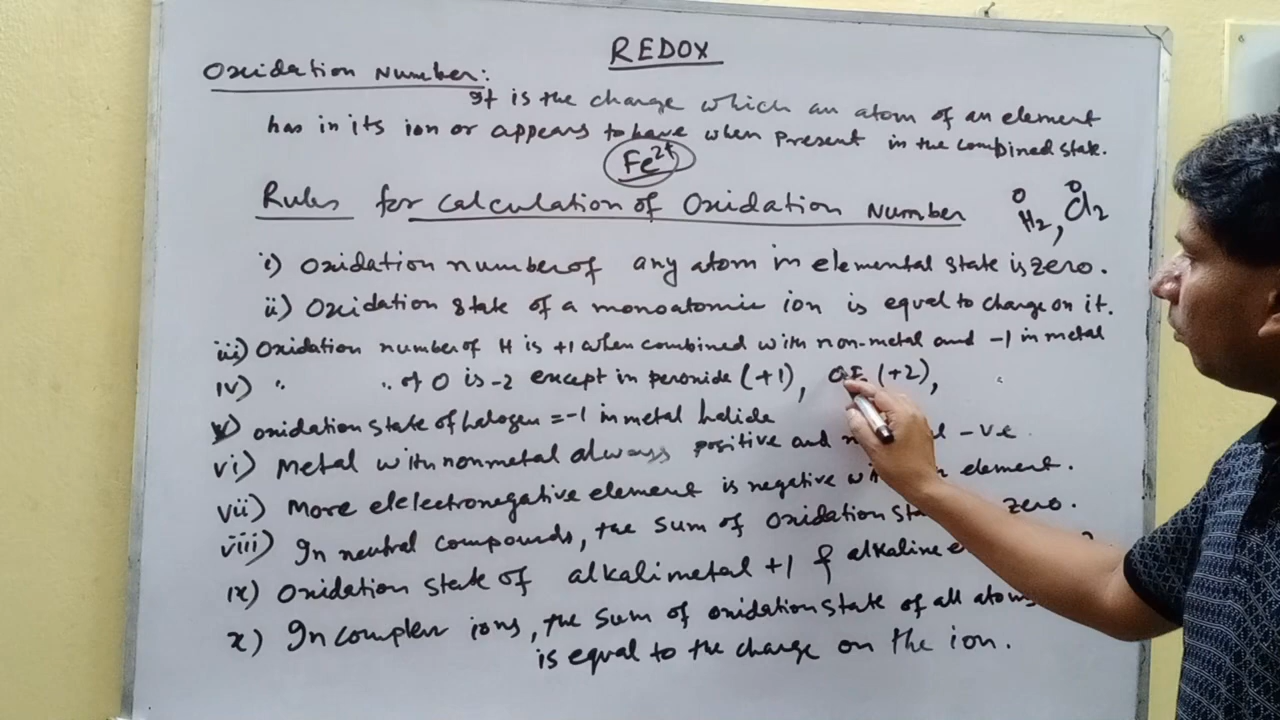 REDOX
Oxidation Number:
It is the charge which an atom of an element
has in its ion or appears to have when present in the combined state.
Fe2+
Rules for calculation of Oxidation Number
0 0
H2, Cl2
i) Oxidation number of any atom in elemental state is zero.
ii) Oxidation state of a monoatomic ion is equal to charge on it.
iii) Oxidation number of H is +1 when combined with non-metal and -1 in metal
iv) " " of O is -2 except in peroxide (+1), (+2),
v) oxidation state of halogen = -1 in metal helide
vi) Metal with nonmetal always positive and -ve
vii) More elelectronegative element is negative element.
viii) In neutral compounds, the sum of oxidation zero.
ix) Oxidation state of alkali metal +1 & alkaline
x) In complex ions, the sum of oxidation state of all atoms
is equal to the charge on the ion.